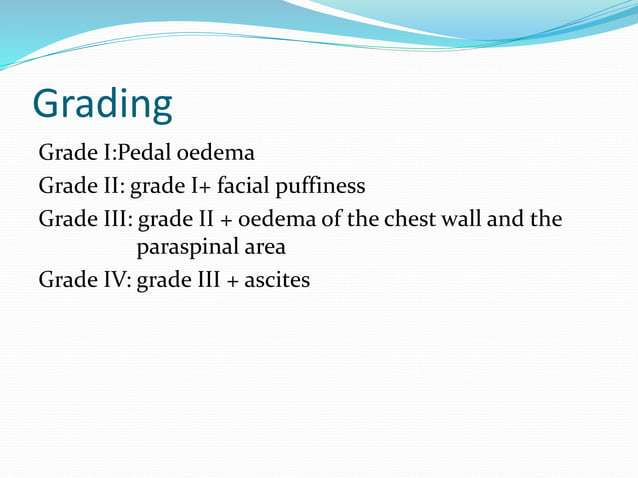 Grading
Grade I:Pedal oedema
Grade II: grade I+ facial puffiness
Grade III: grade II + oedema of the chest wall and the
paraspinal area
Grade IV: grade III + ascites